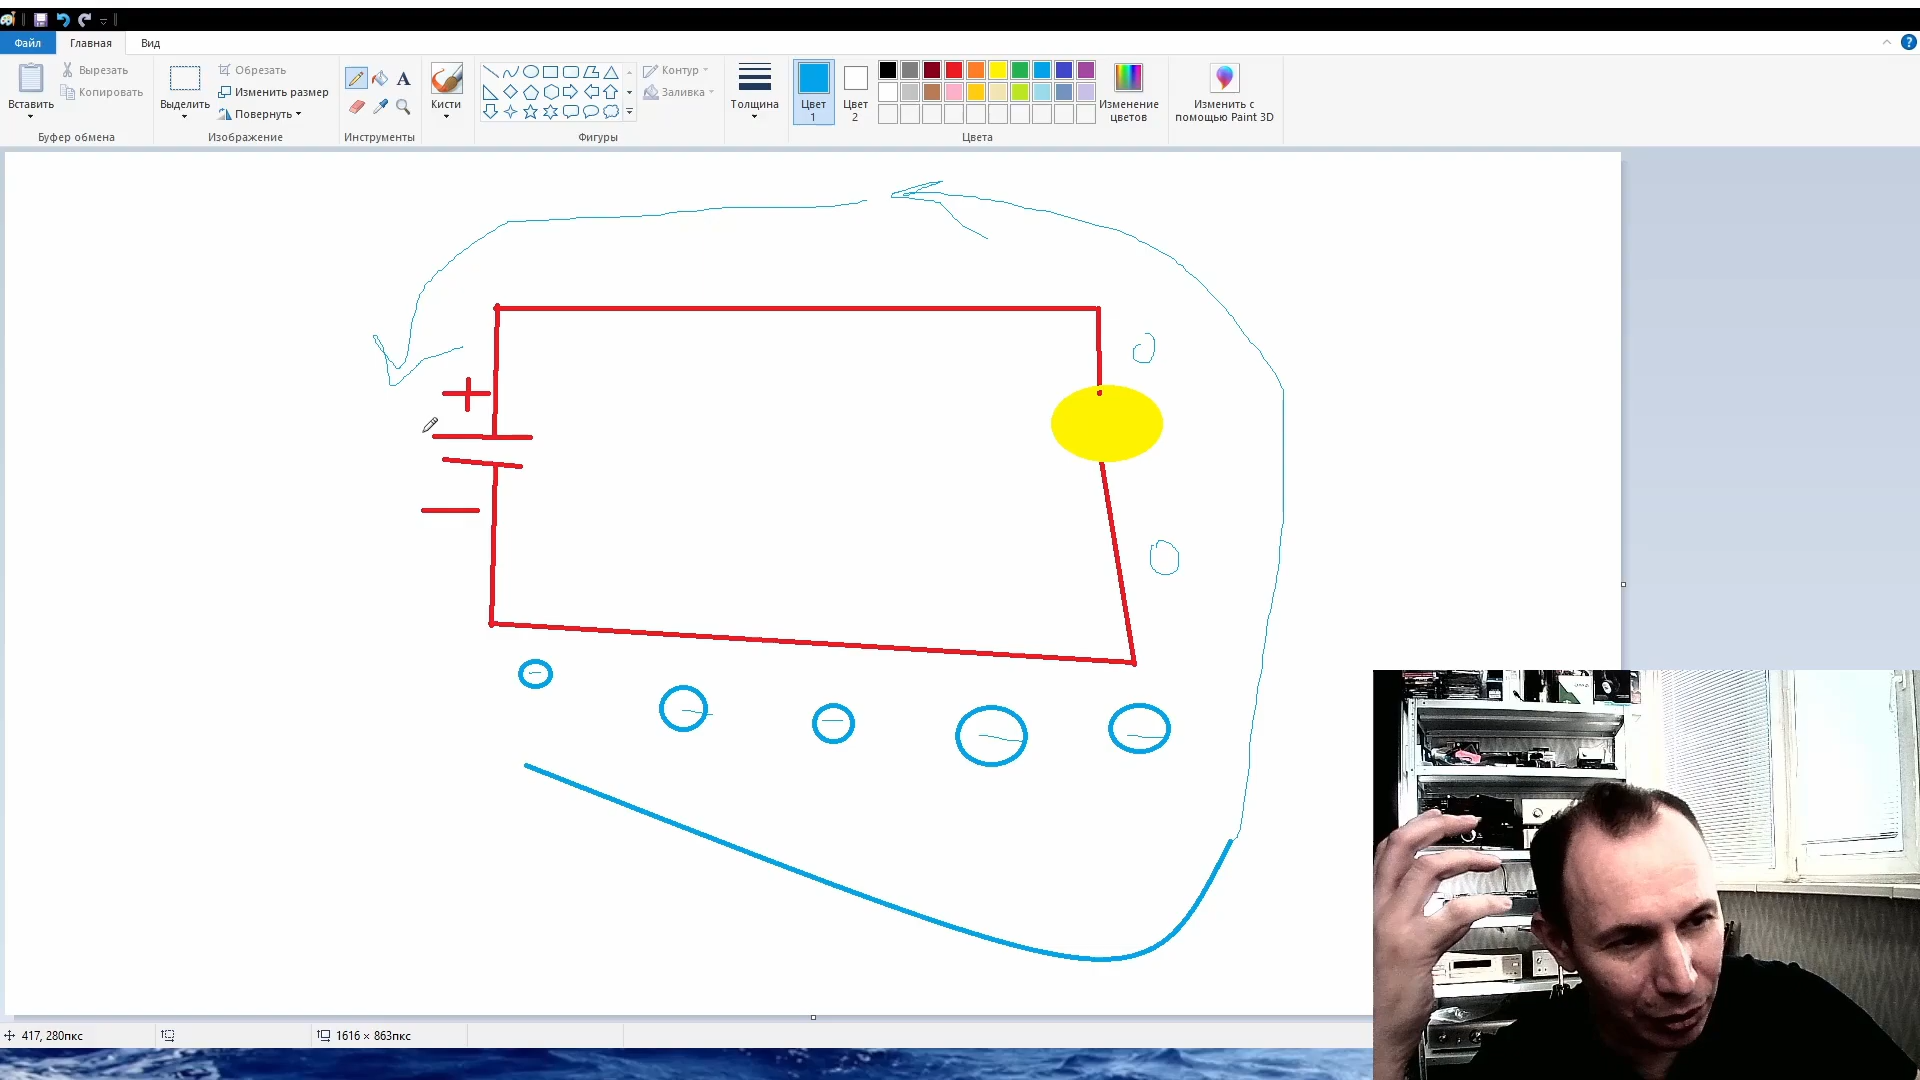 Файл Главная Вид
Вставить
Вырезать
Копировать
Буфер обмена
Выделить
Обрезать
Изменить размер
Повернуть
Изображение
A
Инструменты
Кисти
Фигуры
Контур
Заливка
Толщина
Цвет 1
Цвет 2
Изменение цветов
Цвета
Изменить с помощью Paint 3D
?
+
−
417, 280пкс
1616 × 863пкс